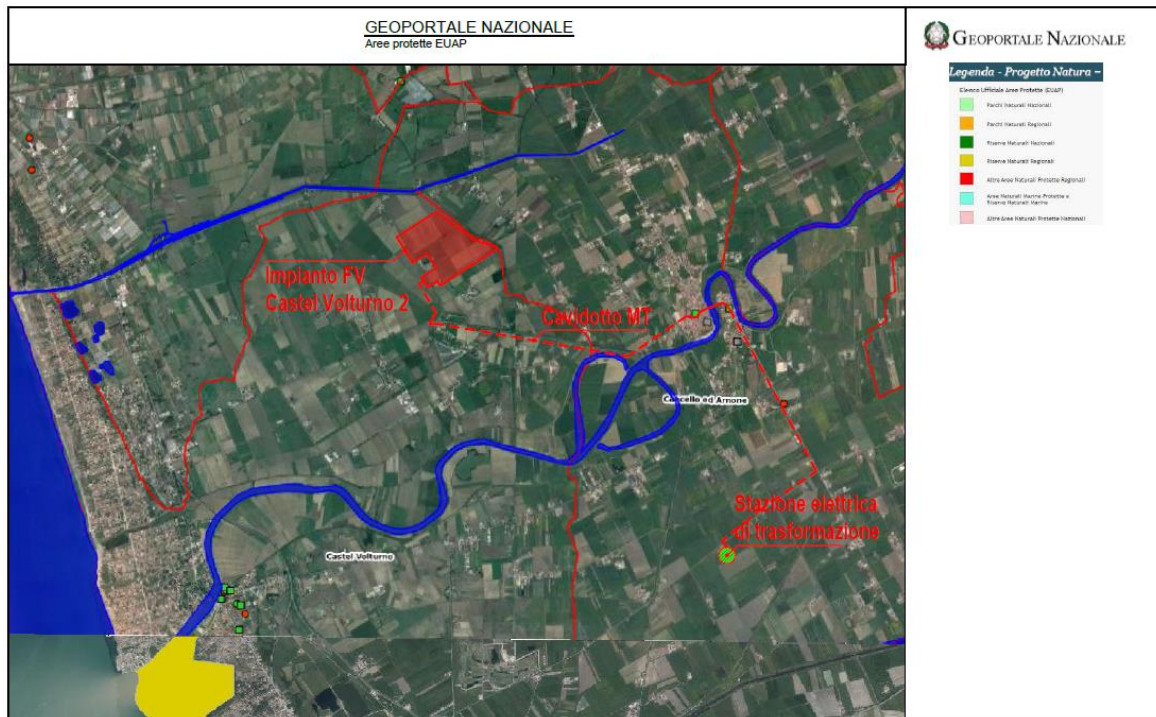 GEOPORTALE NAZIONALE
Aree protette EUAP
GEOPORTALE NAZIONALE
Legenda - Progetto Natura -
Elenco Ufficiale Aree Protette (EUAP)
Parchi Naturali Nazionali
Parchi Naturali Regionali
Riserve Naturali Nazionali
Riserve Naturali Regionali
Altre Aree Naturali Protette Regionali
Aree Naturali Marine Protette e
Riserve Naturali Marine
Altre Aree Naturali Protette Nazionali
Impianto FV
Castel Volturno 2
Cavidotto MT
Cancello ed Arnone
Stazione elettrica
di trasformazione
Castel Volturno